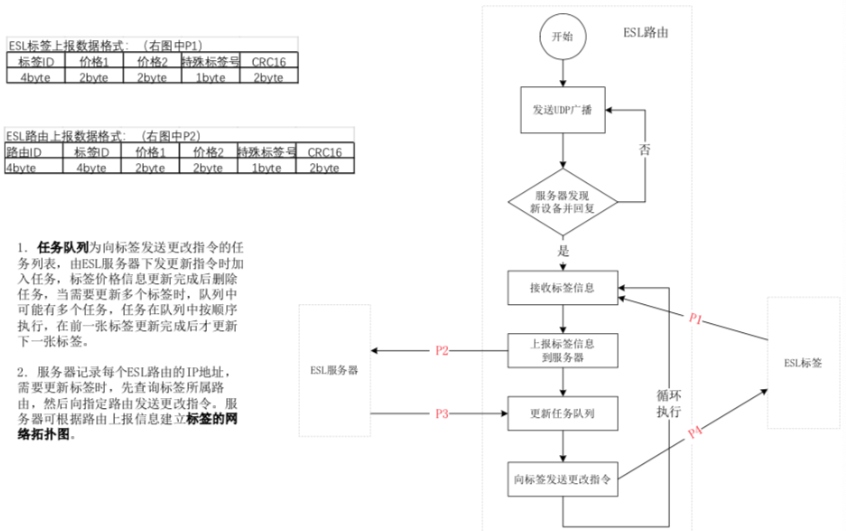 ESL标签上报数据格式：（右图中P1）
标签ID 价格1 价格2 特殊标签号 CRC16
4byte 2byte 2byte 1byte 2byte
ESL路由上报数据格式：（右图中P2）
路由ID 标签ID 价格1 价格2 特殊标签号 CRC16
4byte 4byte 2byte 2byte 1byte 2byte
1. 任务队列为向标签发送更改指令的任
务列表，由ESL服务器下发更新指令时加
入任务，标签价格信息更新完成后删除
任务，当需要更新多个标签时，队列中
可能有多个任务，任务在队列中按顺序
执行，在前一张标签更新完成后才更新
下一张标签。
2. 服务器记录每个ESL路由的IP地址，
需要更新标签时，先查询标签所属路
由，然后向指定路由发送更改指令。服
务器可根据路由上报信息建立标签的网
络拓扑图。
ESL路由
开始
发送UDP广播
否
服务器发现
新设备并回复
是
接收标签信息
P1
上报标签信息
到服务器
P2
ESL服务器
ESL标签
循环
执行
P3
更新任务队列
P4
向标签发送更改指令